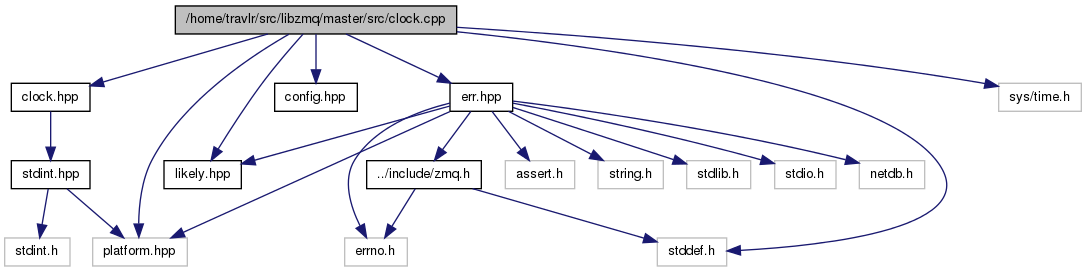 /home/travlr/src/libzmq/master/src/clock.cpp
clock.hpp
config.hpp
err.hpp
sys/time.h
stdint.hpp
likely.hpp
../include/zmq.h
assert.h
string.h
stdlib.h
stdio.h
netdb.h
stdint.h
platform.hpp
errno.h
stddef.h